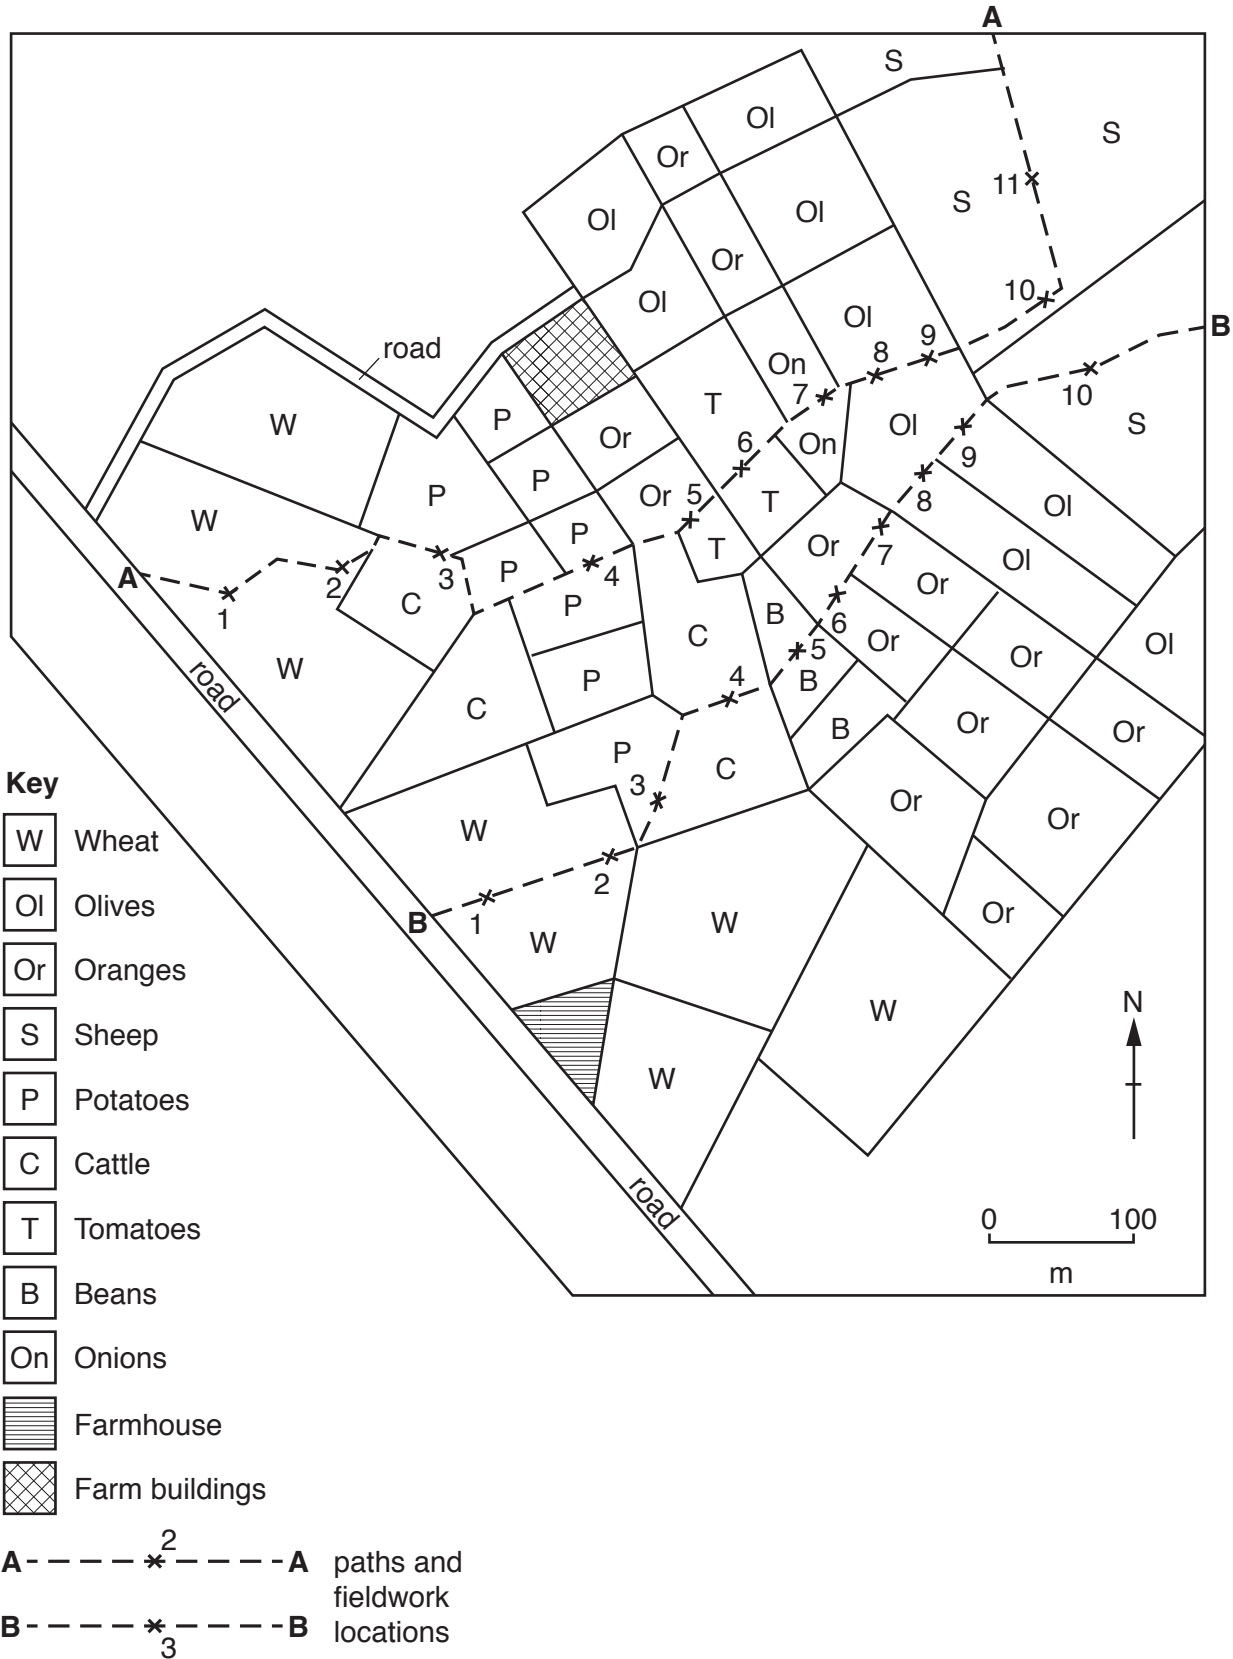 A
S
Ol
S
Or
11
S
Ol
Ol
Or
10
Ol
B
Ol
9
road
8
On
10
7
T
P
W
Ol
S
Or
6
On
9
P
P
Or
5
8
T
Ol
W
P
T
Or
7
Ol
A
2
3
P
4
Or
1
C
P
B
6
Or
C
5
Or
Ol
W
road
P
4
B
C
B
Or
Or
P
C
3
Or
Or
W
2
B
1
W
W
Or
W
N
W
road
0 100
m
Key
W Wheat
Ol Olives
Or Oranges
S Sheep
P Potatoes
C Cattle
T Tomatoes
B Beans
On Onions
Farmhouse
Farm buildings
2
A A paths and
fieldwork
B B locations
3